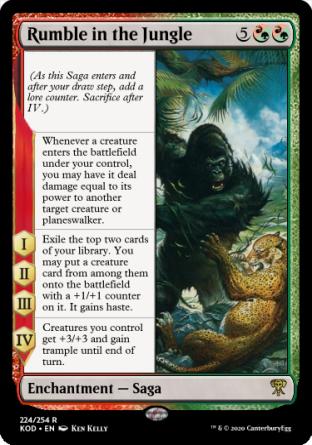 Rumble in the Jungle 5
(As this Saga enters and
after your draw step, add a
lore counter. Sacrifice after
IV.)
Whenever a creature
enters the battlefield
under your control,
you may have it deal
damage equal to its
power to another
target creature or
planeswalker.
I
II
III
Exile the top two cards
of your library. You
may put a creature
card from among them
onto the battlefield
with a +1/+1 counter
on it. It gains haste.
IV
Creatures you control
get +3/+3 and gain
trample until end of
turn.
Enchantment — Saga
224/254 R
KOD • EN KEN KELLY
™ & © 2020 CanterburyEgg